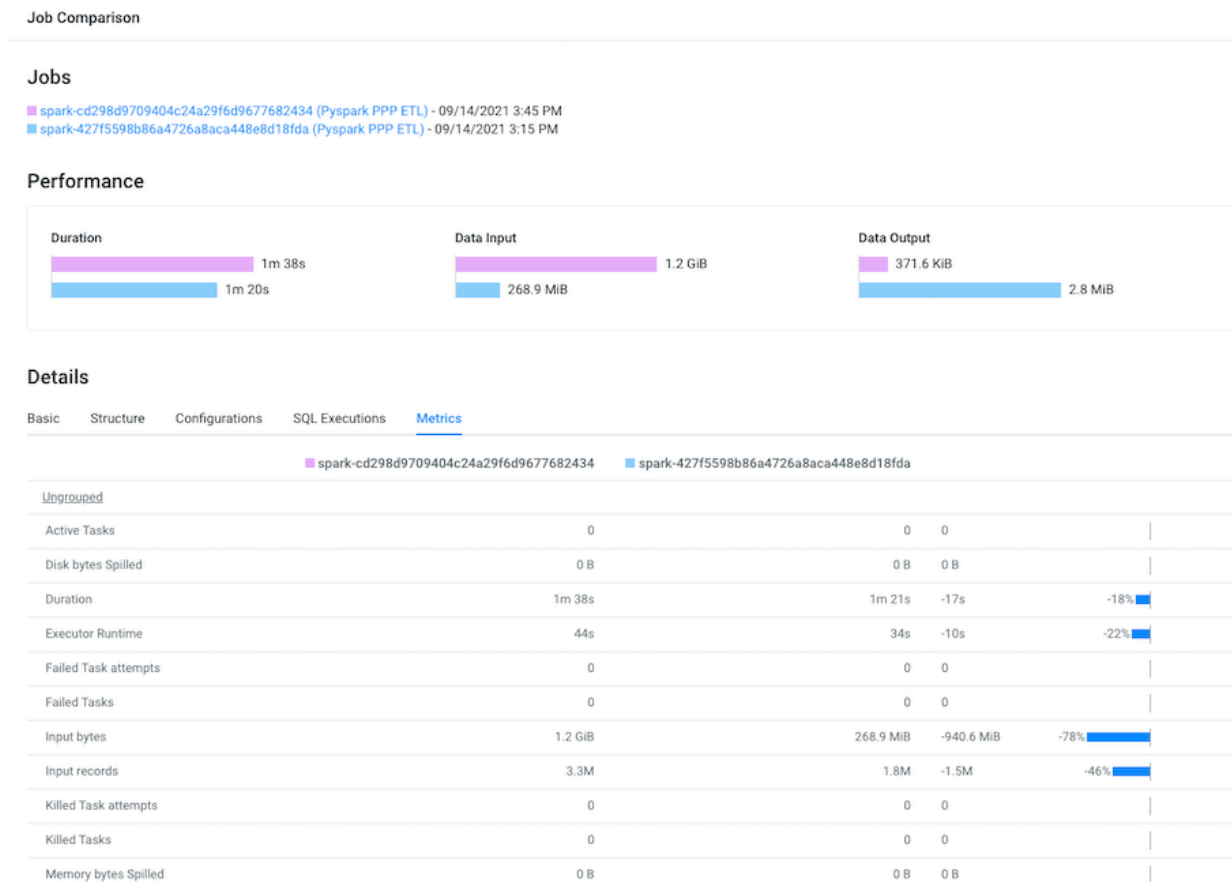 Job Comparison
Jobs
spark-cd298d9709404c24a29f6d9677682434 (Pyspark PPP ETL) - 09/14/2021 3:45 PM
spark-427f5598b86a4726a8aca448e8d18fda (Pyspark PPP ETL) - 09/14/2021 3:15 PM
Performance
Duration Data Input Data Output
1m 38s 1.2 GiB 371.6 KiB
1m 20s 268.9 MiB 2.8 MiB
Details
Basic Structure Configurations SQL Executions Metrics
spark-cd298d9709404c24a29f6d9677682434 spark-427f5598b86a4726a8aca448e8d18fda
Ungrouped
Active Tasks 0 0 0
Disk bytes Spilled 0 B 0 B 0 B
Duration 1m 38s 1m 21s -17s -18%
Executor Runtime 44s 34s -10s -22%
Failed Task attempts 0 0 0
Failed Tasks 0 0 0
Input bytes 1.2 GiB 268.9 MiB -940.6 MiB -78%
Input records 3.3M 1.8M -1.5M -46%
Killed Task attempts 0 0 0
Killed Tasks 0 0 0
Memory bytes Spilled 0 B 0 B 0 B